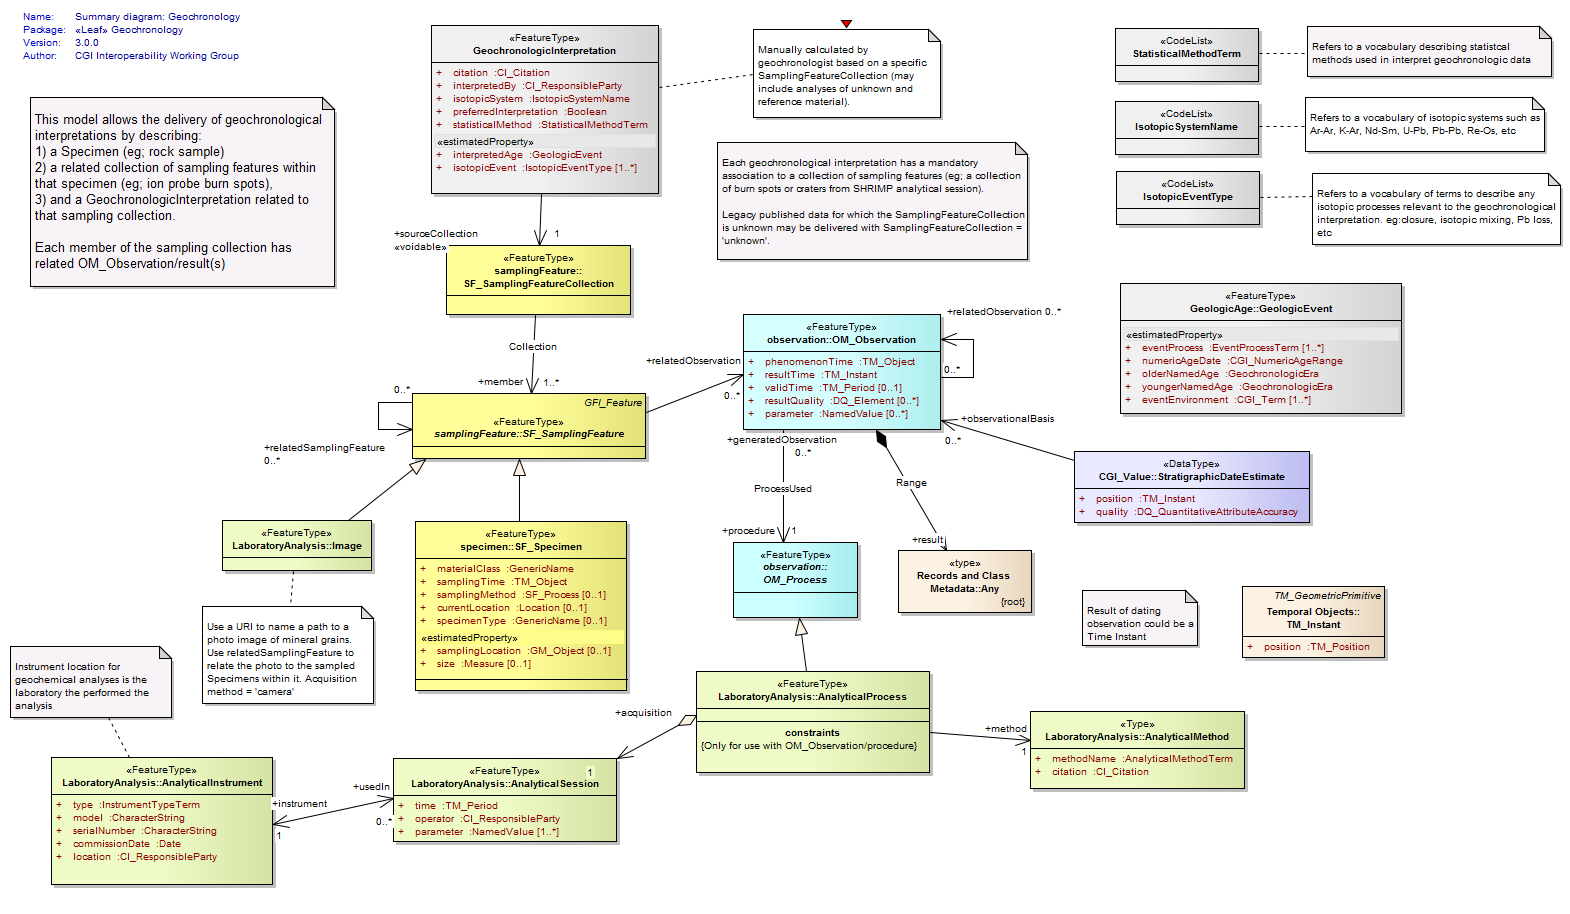 Name: Summary diagram: Geochronology
Package: «Leaf» Geochronology
Version: 3.0.0
Author: CGI Interoperability Working Group
This model allows the delivery of geochronological
interpretations by describing:
1) a Specimen (eg; rock sample)
2) a related collection of sampling features within
that specimen (eg; ion probe burn spots),
3) and a GeochronologicInterpretation related to
that sampling collection.
Each member of the sampling collection has
related OM_Observation/result(s)
«FeatureType»
GeochronologicInterpretation
+ citation :CI_Citation
+ interpretedBy :CI_ResponsibleParty
+ isotopicSystem :IsotopicSystemName
+ preferredInterpretation :Boolean
+ statisticalMethod :StatisticalMethodTerm
«estimatedProperty»
+ interpretedAge :GeologicEvent
+ isotopicEvent :IsotopicEventType [1..*]
Manually calculated by
geochronologist based on a specific
SamplingFeatureCollection (may
include analyses of unknown and
reference material).
Each geochronological interpretation has a mandatory
association to a collection of sampling features (eg; a collection
of burn spots or craters from SHRIMP analytical session).
Legacy published data for which the SamplingFeatureCollection
is unknown may be delivered with SamplingFeatureCollection =
'unknown'.
«CodeList»
StatisticalMethodTerm
Refers to a vocabulary describing statistcal
methods used in interpret geochronologic data
«CodeList»
IsotopicSystemName
Refers to a vocabulary of isotopic systems such as
Ar-Ar, K-Ar, Nd-Sm, U-Pb, Pb-Pb, Re-Os, etc
«CodeList»
IsotopicEventType
Refers to a vocabulary of terms to describe any
isotopic processes relevant to the geochronological
interpretation. eg:closure, isotopic mixing, Pb loss,
etc
+sourceCollection
«voidable»
1
«FeatureType»
samplingFeature::
SF_SamplingFeatureCollection
Collection
+member
1..*
«FeatureType»
GeologicAge::GeologicEvent
«estimatedProperty»
+ eventProcess :EventProcessTerm [1..*]
+ numericAgeDate :CGI_NumericAgeRange
+ olderNamedAge :GeochronologicEra
+ youngerNamedAge :GeochronologicEra
+ eventEnvironment :CGI_Term [1..*]
«FeatureType»
observation::OM_Observation
+ phenomenonTime :TM_Object
+ resultTime :TM_Instant
+ validTime :TM_Period [0..1]
+ resultQuality :DQ_Element [0..*]
+ parameter :NamedValue [0..*]
+relatedObservation 0..*
0..*
+relatedObservation
0..*
0..*
GFI_Feature
«FeatureType»
samplingFeature::SF_SamplingFeature
+relatedSamplingFeature
0..*
+generatedObservation
0..*
+observationalBasis
0..*
«DataType»
CGI_Value::StratigraphicDateEstimate
+ position :TM_Instant
+ quality :DQ_QuantitativeAttributeAccuracy
ProcessUsed
Range
+procedure
1
+result
«FeatureType»
LaboratoryAnalysis::Image
«FeatureType»
specimen::SF_Specimen
+ materialClass :GenericName
+ samplingTime :TM_Object
+ samplingMethod :SF_Process [0..1]
+ currentLocation :Location [0..1]
+ specimenType :GenericName [0..1]
«estimatedProperty»
+ samplingLocation :GM_Object [0..1]
+ size :Measure [0..1]
«FeatureType»
observation::
OM_Process
«type»
Records and Class
Metadata::Any
{root}
Result of dating
observation could be a
Time Instant
TM_GeometricPrimitive
Temporal Objects::
TM_Instant
+ position :TM_Position
Use a URI to name a path to a
photo image of mineral grains.
Use relatedSamplingFeature to
relate the photo to the sampled
Specimens within it. Acquisition
method = 'camera'
Instrument location for
geochemical analyses is the
laboratory the performed the
analysis
«FeatureType»
LaboratoryAnalysis::AnalyticalProcess
constraints
{Only for use with OM_Observation/procedure}
+acquisition
1
+method
1
«Type»
LaboratoryAnalysis::AnalyticalMethod
+ methodName :AnalyticalMethodTerm
+ citation :CI_Citation
«FeatureType»
LaboratoryAnalysis::AnalyticalInstrument
+ type :InstrumentTypeTerm
+ model :CharacterString
+ serialNumber :CharacterString
+ commissionDate :Date
+ location :CI_ResponsibleParty
+instrument
1
+usedIn
0..*
«FeatureType»
LaboratoryAnalysis::AnalyticalSession
+ time :TM_Period
+ operator :CI_ResponsibleParty
+ parameter :NamedValue [1..*]